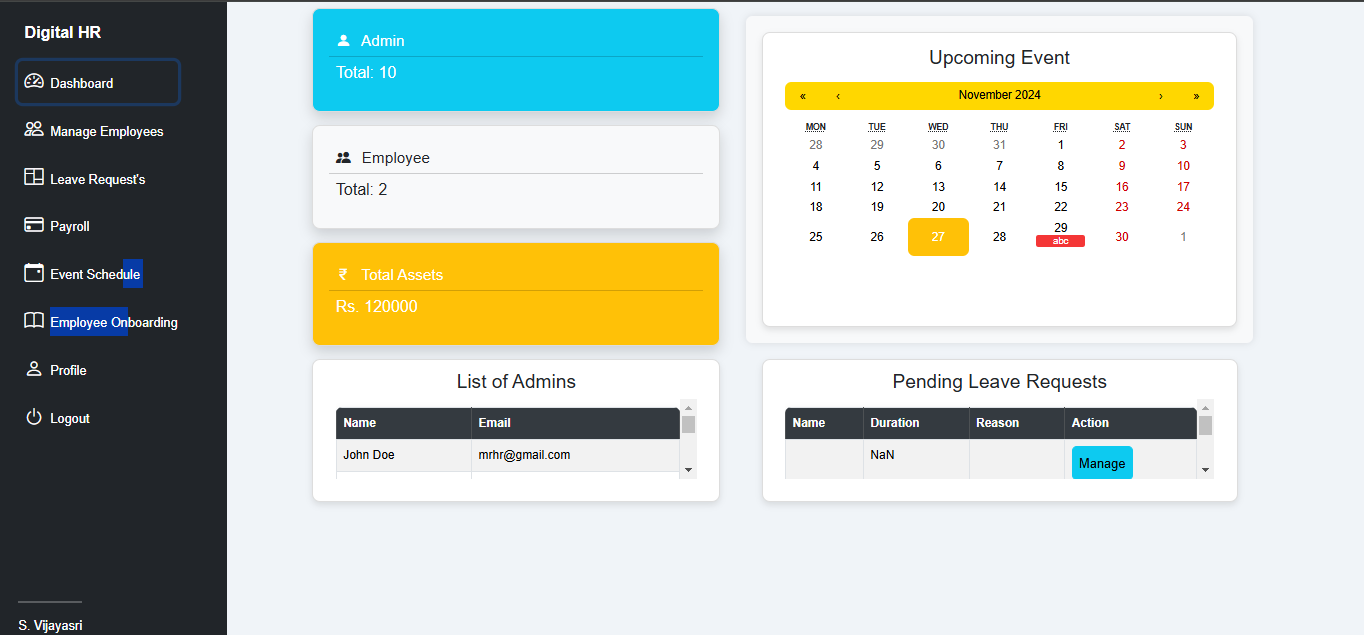 Digital HR
Dashboard
Manage Employees
Leave Request's
Payroll
Event Schedule
Employee Onboarding
Profile
Logout
S. Vijayasri
Admin
Total: 10
Employee
Total: 2
₹ Total Assets
Rs. 120000
Upcoming Event
« ‹ November 2024 › »
MON TUE WED THU FRI SAT SUN
28 29 30 31 1 2 3
4 5 6 7 8 9 10
11 12 13 14 15 16 17
18 19 20 21 22 23 24
25 26 27 28 29 30 1
abc
List of Admins
Name Email
John Doe mrhr@gmail.com
Pending Leave Requests
Name Duration Reason Action
NaN Manage